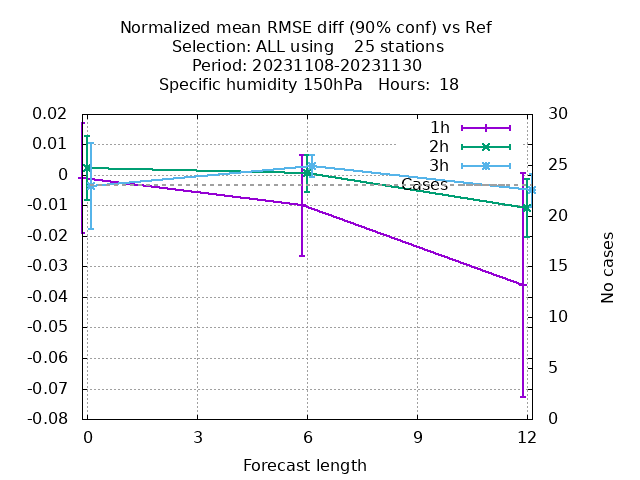 Normalized mean RMSE diff (90% conf) vs Ref
Selection: ALL using    25 stations
Period: 20231108-20231130
Specific humidity 150hPa   Hours:  18
0.02
0.01
0
-0.01
-0.02
-0.03
-0.04
-0.05
-0.06
-0.07
-0.08
1h
2h
3h
Cases
30
25
20
15
10
5
0
No cases
0
3
6
9
12
Forecast length